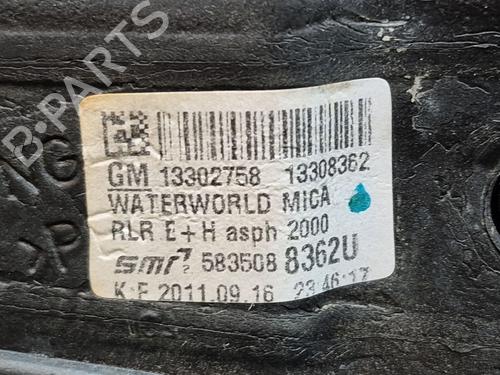 B-PARTS
GM 13302758 13308362
WATERWORLD MICA
RLR E+H asph 2000
smr 583508 8362U
K:F 2011.09.16 23:46:17